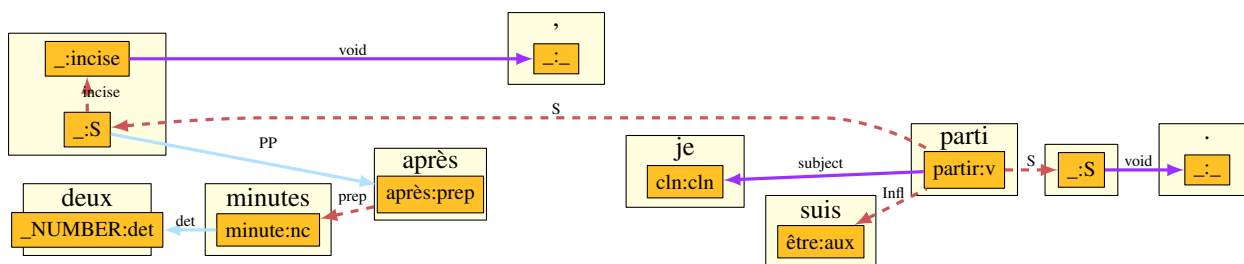 ,
_:incise
void
_:_
incise
S
_:S
PP
après
je
parti
.
deux
minutes
après:prep
subject
cln:cln
partir:v
S
_:S
void
_:_
prep
suis
Infl
_NUMBER:det
det
minute:nc
être:aux